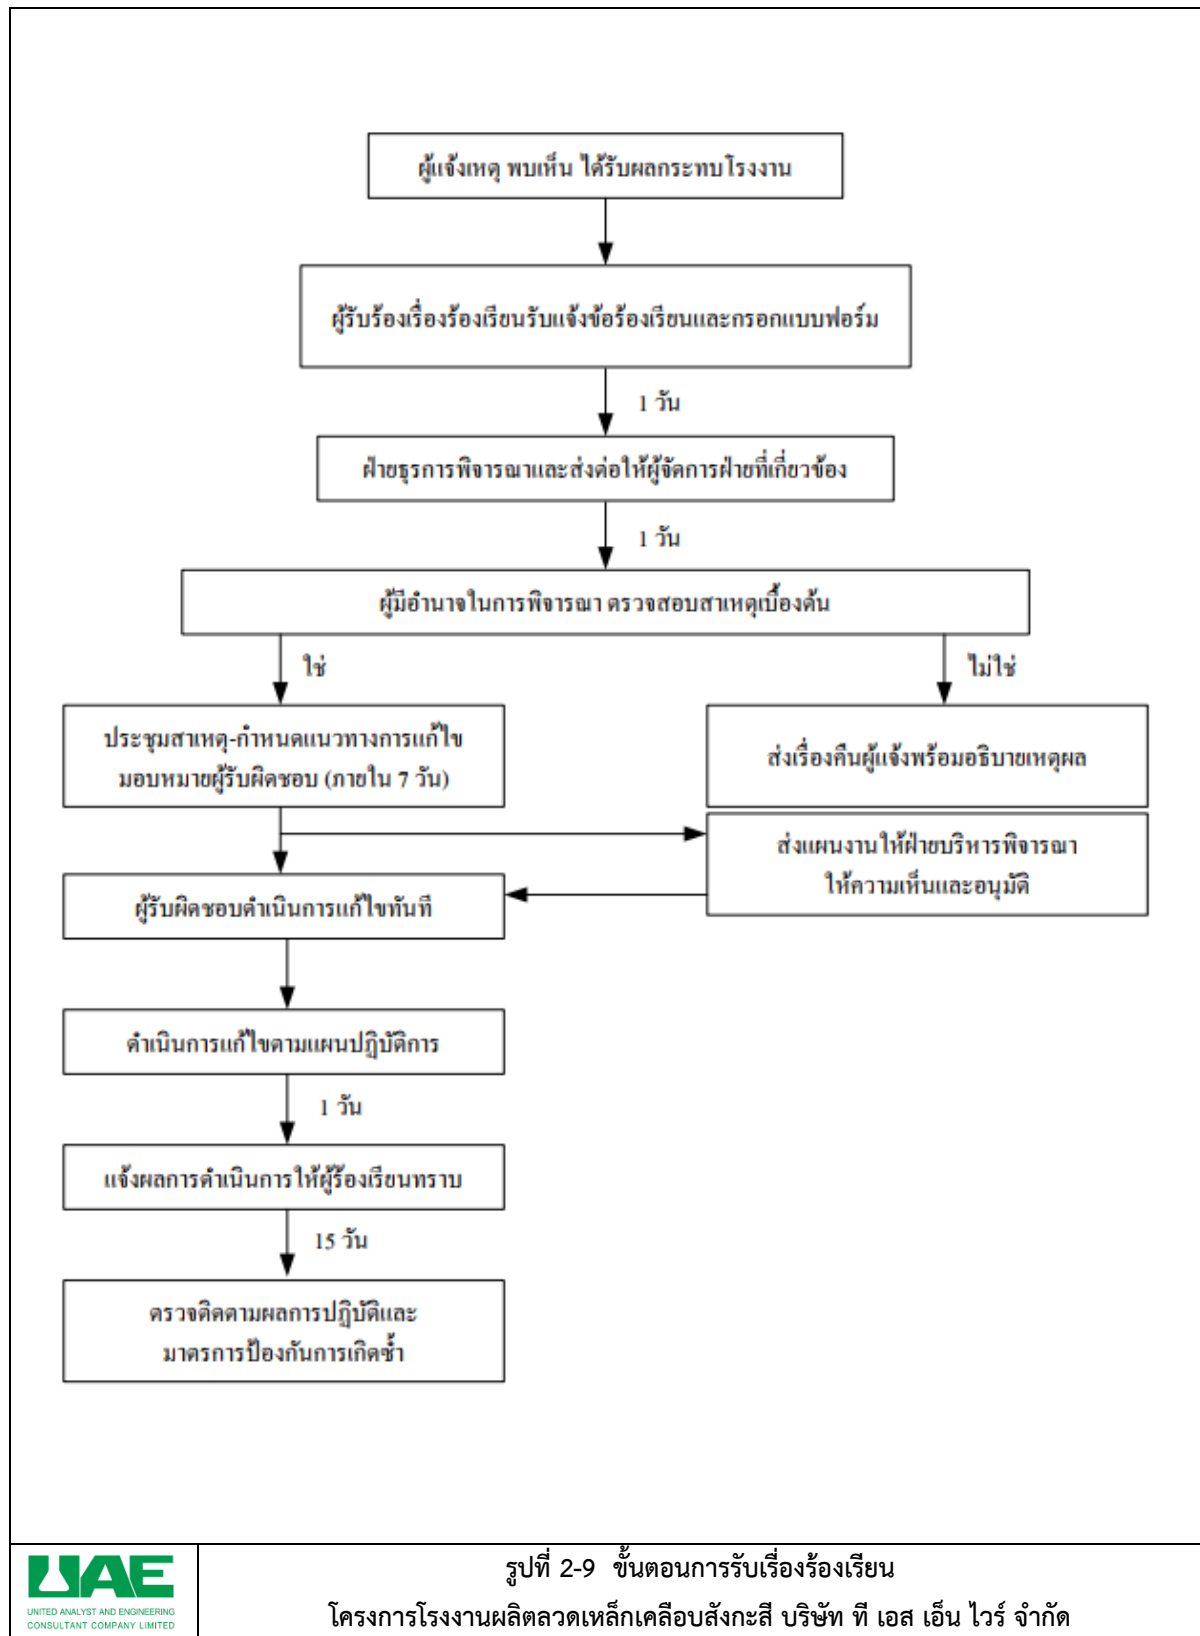 ผู้แจ้งเหตุ พบเห็น ได้รับผลกระทบโรงงาน
ผู้รับร้องเรื่องร้องเรียนรับแจ้งข้อร้องเรียนและกรอกแบบฟอร์ม
1 วัน
ฝ่ายธุรการพิจารณาและส่งต่อให้ผู้จัดการฝ่ายที่เกี่ยวข้อง
1 วัน
ผู้มีอำนาจในการพิจารณา ตรวจสอบสาเหตุเบื้องต้น
ใช่
ไม่ใช่
ประชุมสาเหตุ-กำหนดแนวทางการแก้ไข
มอบหมายผู้รับผิดชอบ (ภายใน 7 วัน)
ส่งเรื่องคืนผู้แจ้งพร้อมอธิบายเหตุผล
ส่งแผนงานให้ฝ่ายบริหารพิจารณา
ให้ความเห็นและอนุมัติ
ผู้รับผิดชอบดำเนินการแก้ไขทันที
ดำเนินการแก้ไขตามแผนปฏิบัติการ
1 วัน
แจ้งผลการดำเนินการให้ผู้ร้องเรียนทราบ
15 วัน
ตรวจติดตามผลการปฏิบัติและ
มาตรการป้องกันการเกิดซ้ำ
UAE
UNITED ANALYST AND ENGINEERING
CONSULTANT COMPANY LIMITED
รูปที่ 2-9 ขั้นตอนการรับเรื่องร้องเรียน
โครงการโรงงานผลิตลวดเหล็กเคลือบสังกะสี บริษัท ที เอส เอ็น ไวร์ จำกัด